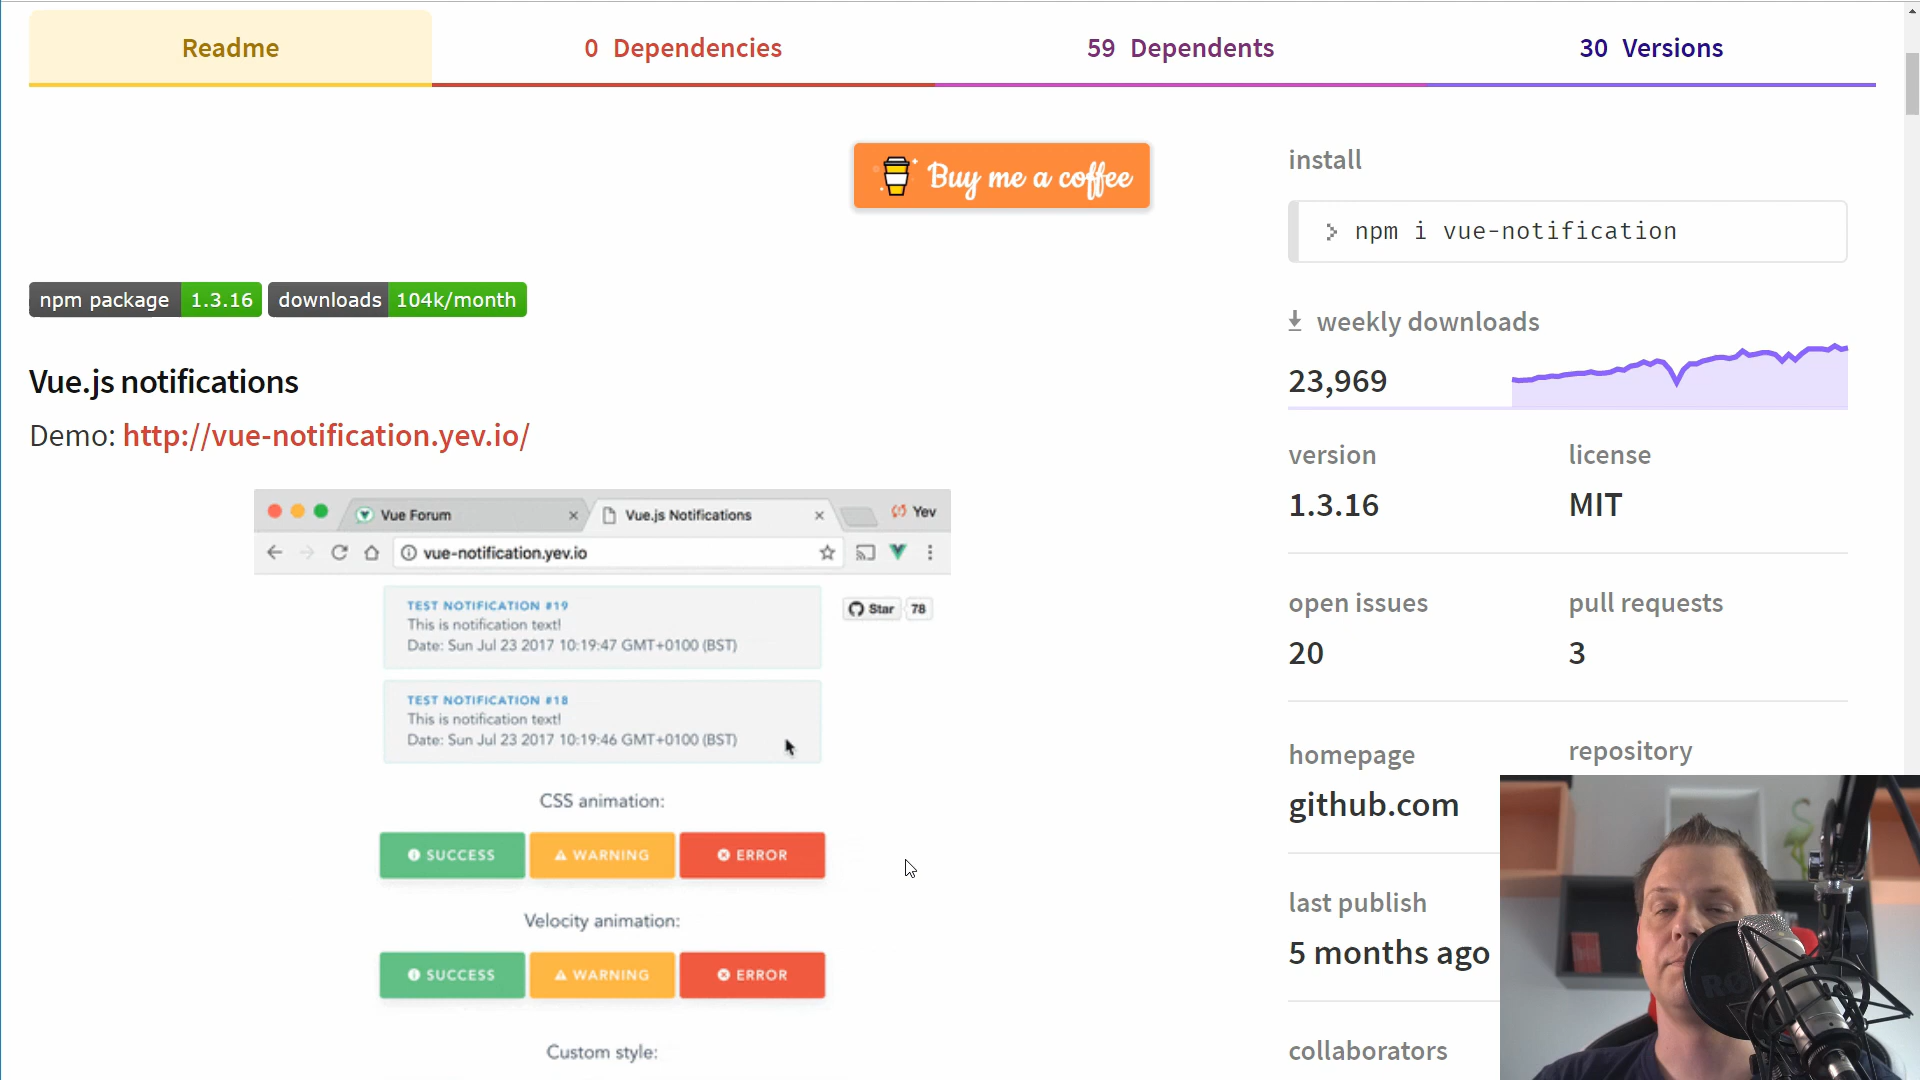 Readme
0 Dependencies
59 Dependents
30 Versions
Buy me a coffee
npm package 1.3.16 downloads 104k/month
Vue.js notifications
Demo: http://vue-notification.yev.io/
Vue Forum
Vue.js Notifications
Yev
vue-notification.yev.io
TEST NOTIFICATION #19
This is notification text!
Date: Sun Jul 23 2017 10:19:47 GMT+0100 (BST)
Star 78
TEST NOTIFICATION #18
This is notification text!
Date: Sun Jul 23 2017 10:19:46 GMT+0100 (BST)
CSS animation:
SUCCESS
WARNING
ERROR
Velocity animation:
SUCCESS
WARNING
ERROR
Custom style:
install
> npm i vue-notification
weekly downloads
23,969
version
1.3.16
license
MIT
open issues
20
pull requests
3
homepage
github.com
repository
last publish
5 months ago
collaborators